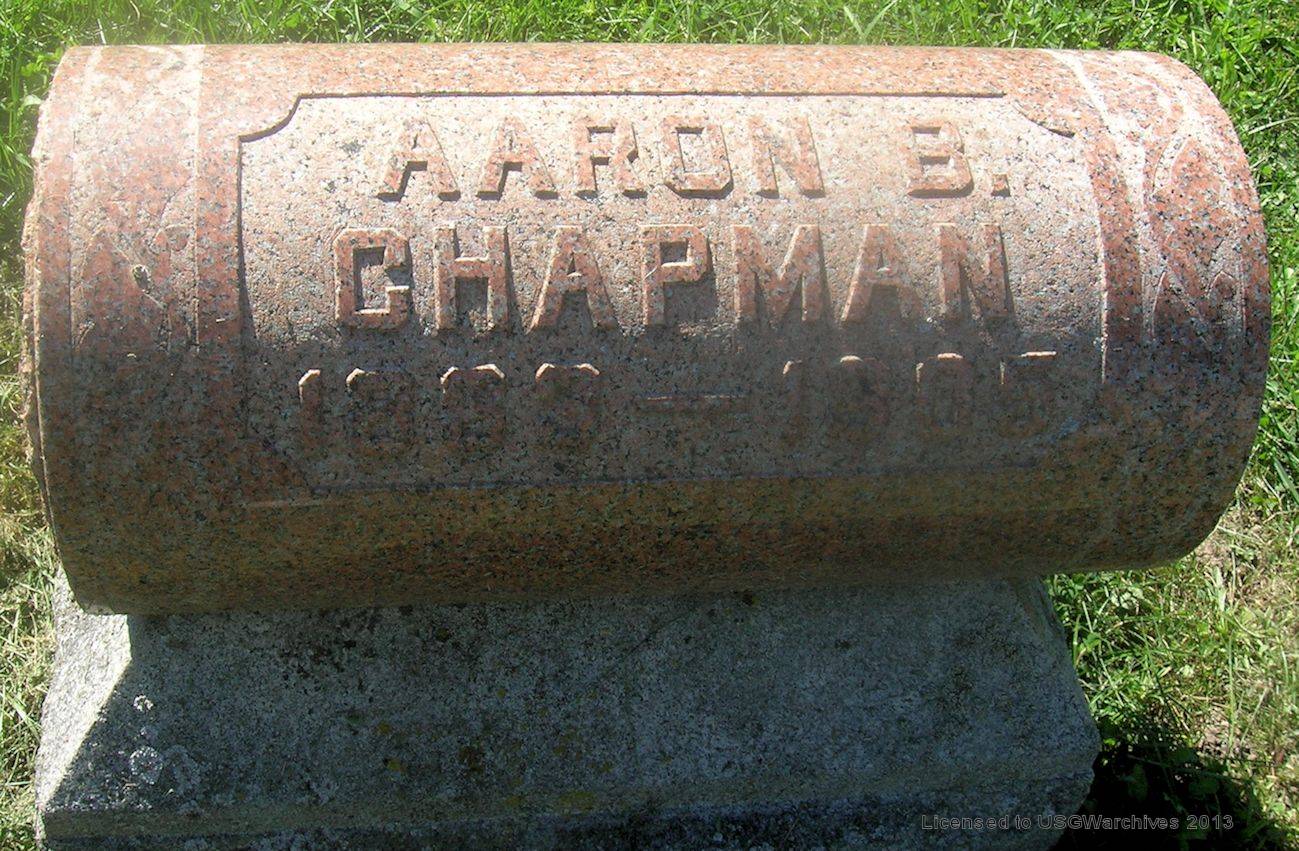 AARON B.
CHAPMAN
Licensed to USGWarchives 2013